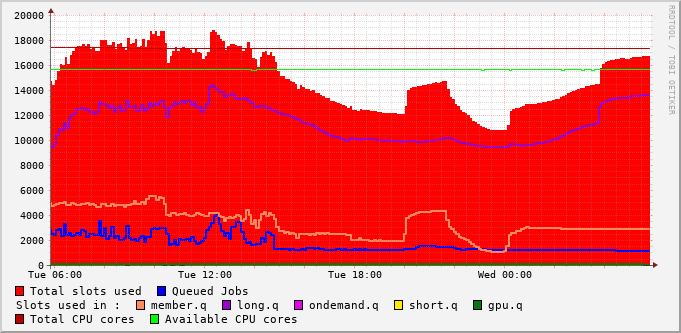 20000
18000
16000
14000
12000
10000
8000
6000
4000
2000
0
Tue 06:00 Tue 12:00 Tue 18:00 Wed 00:00
RRDTOOL / TOBI OETIKER
Total slots used Queued Jobs
Slots used in : member.q long.q ondemand.q short.q gpu.q
Total CPU cores Available CPU cores